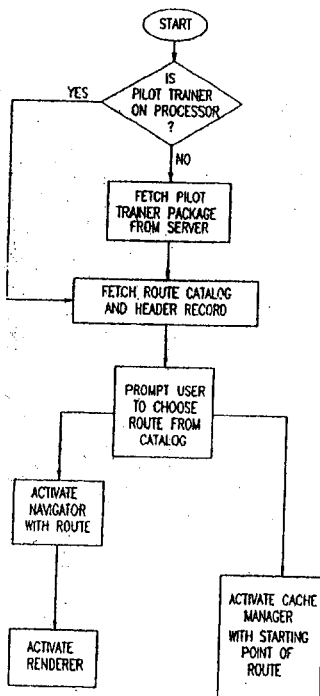 START
IS
PILOT TRAINER
ON PROCESSOR
?
YES
NO
FETCH PILOT
TRAINER PACKAGE
FROM SERVER
FETCH ROUTE CATALOG
AND HEADER RECORD
PROMPT USER
TO CHOOSE
ROUTE FROM
CATALOG
ACTIVATE
NAVIGATOR
WITH ROUTE
ACTIVATE
RENDERER
ACTIVATE CACHE
MANAGER
WITH STARTING
POINT OF
ROUTE